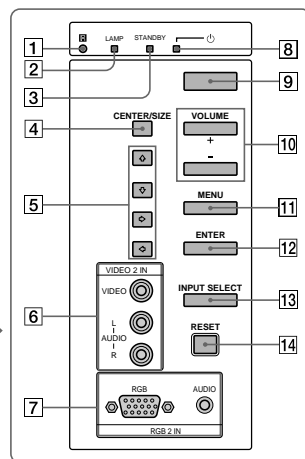 R LAMP STANDBY
1 2 3 8
9
CENTER/SIZE VOLUME
4 + 10
-
5 MENU
11
ENTER
12
VIDEO 2 IN
VIDEO INPUT SELECT
6 L 13
AUDIO RESET
R 14
RGB AUDIO
7
RGB 2 IN